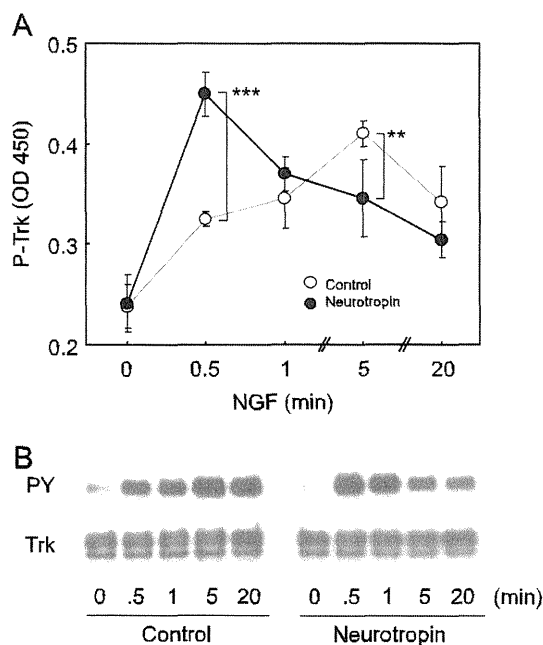 A
0.5
***
**
0.4
P-Trk (OD 450)
0.3
Control
Neurotropin
0.2
0 0.5 1 5 20
NGF (min)
B
PY
Trk
0 .5 1 5 20 0 .5 1 5 20 (min)
Control Neurotropin